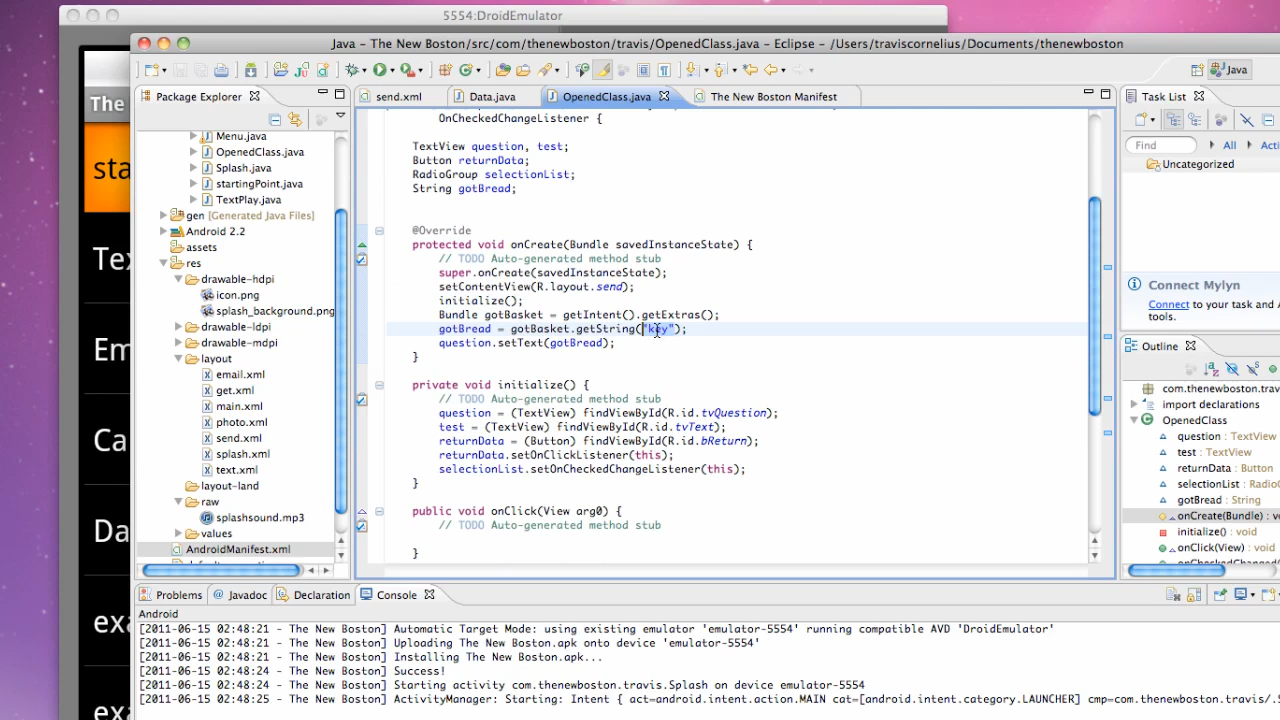 5554:DroidEmulator
Java – The New Boston/src/com/thenewboston/travis/OpenedClass.java – Eclipse – /Users/traviscornelius/Documents/thenewboston
Java
Package Explorer
send.xml
Data.java
OpenedClass.java
The New Boston Manifest
Task List
The
sta
Tex
Em
Ca
Da
exa
exa
Menu.java
OpenedClass.java
Splash.java
startingPoint.java
TextPlay.java
gen [Generated Java Files]
Android 2.2
assets
res
drawable-hdpi
icon.png
splash_background.png
drawable-ldpi
drawable-mdpi
layout
email.xml
get.xml
main.xml
photo.xml
send.xml
splash.xml
text.xml
layout-land
raw
splashsound.mp3
values
AndroidManifest.xml
OnCheckedChangeListener {
TextView question, test;
Button returnData;
RadioGroup selectionList;
String gotBread;
@Override
protected void onCreate(Bundle savedInstanceState) {
// TODO Auto-generated method stub
super.onCreate(savedInstanceState);
setContentView(R.layout.send);
initialize();
Bundle gotBasket = getIntent().getExtras();
gotBread = gotBasket.getString("key");
question.setText(gotBread);
}
private void initialize() {
// TODO Auto-generated method stub
question = (TextView) findViewById(R.id.tvQuestion);
test = (TextView) findViewById(R.id.tvText);
returnData = (Button) findViewById(R.id.bReturn);
returnData.setOnClickListener(this);
selectionList.setOnCheckedChangeListener(this);
}
public void onClick(View arg0) {
// TODO Auto-generated method stub
}
Find
All
Acti
Uncategorized
Connect Mylyn
Connect to your task and A
tools.
Outline
com.thenewboston.tra
import declarations
OpenedClass
question : TextView
test : TextView
returnData : Button
selectionList : RadioG
gotBread : String
onCreate(Bundle) : vo
initialize() : void
onClick(View) : void
Problems
Javadoc
Declaration
Console
Android
[2011-06-15 02:48:21 - The New Boston] Automatic Target Mode: using existing emulator 'emulator-5554' running compatible AVD 'DroidEmulator'
[2011-06-15 02:48:21 - The New Boston] Uploading The New Boston.apk onto device 'emulator-5554'
[2011-06-15 02:48:21 - The New Boston] Installing The New Boston.apk...
[2011-06-15 02:48:24 - The New Boston] Success!
[2011-06-15 02:48:24 - The New Boston] Starting activity com.thenewboston.travis.Splash on device emulator-5554
[2011-06-15 02:48:25 - The New Boston] ActivityManager: Starting: Intent { act=android.intent.action.MAIN cat=[android.intent.category.LAUNCHER] cmp=com.thenewboston.travis/.